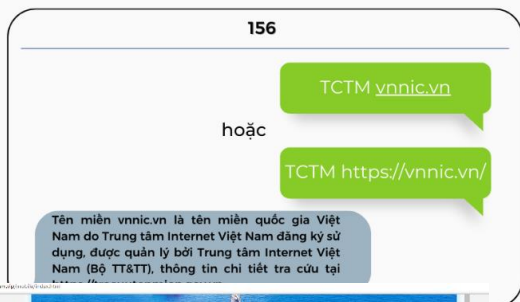 156
TCTM vnnic.vn
hoặc
TCTM https://vnnic.vn/
Tên miền vnnic.vn là tên miền quốc gia Việt
Nam do Trung tâm Internet Việt Nam đăng ký sử
dụng, được quản lý bởi Trung tâm Internet Việt
Nam (Bộ TT&TT), thông tin chi tiết tra cứu tại